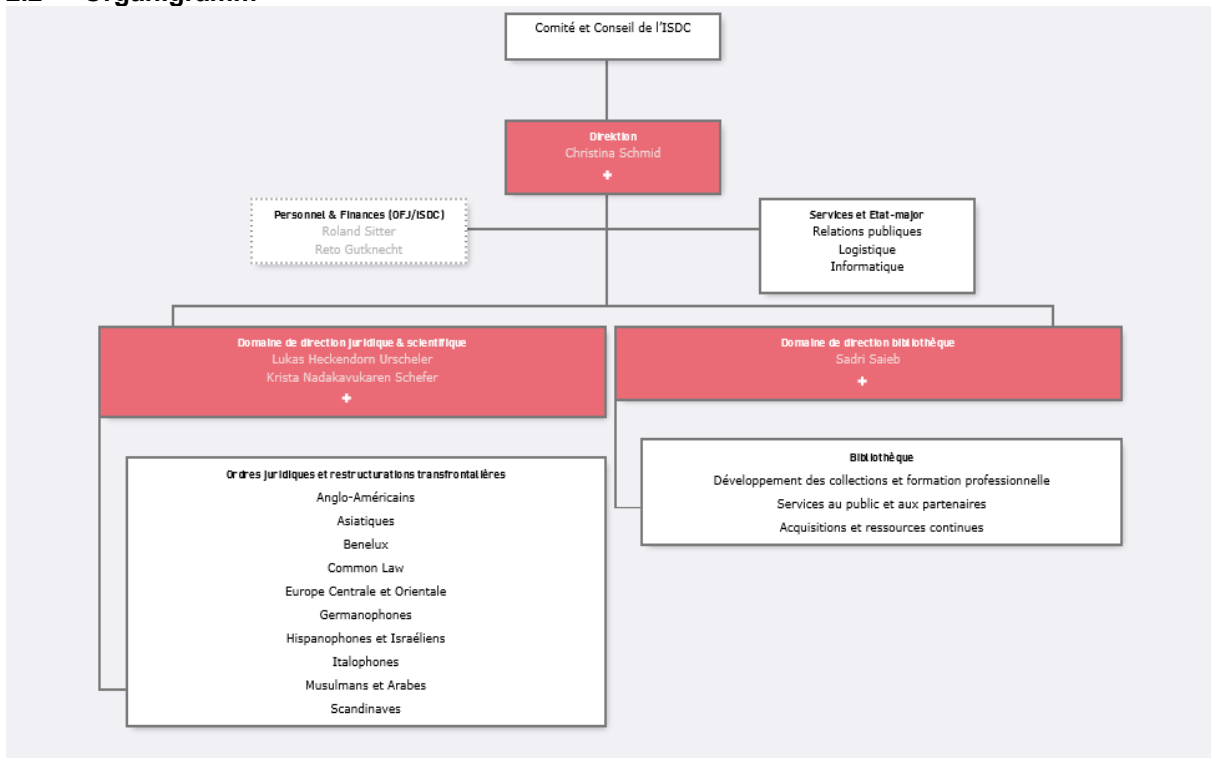 2.2 Organigramm
Comité et Conseil de l'ISDC
Direktion
Christina Schmid
Personnel & Finances (OFJ/ISDC)
Roland Sitter
Reto Gutknecht
Services et Etat-major
Relations publiques
Logistique
Informatique
Domaine de direction juridique & scientifique
Lukas Heckendorn Urscheler
Krista Nadakavukaren Schefer
Domaine de direction bibliothèque
Sadri Saieb
Ordres juridiques et restructurations transfrontalières
Anglo-Américains
Asiatiques
Benelux
Common Law
Europe Centrale et Orientale
Germanophones
Hispanophones et Israéliens
Italophones
Musulmans et Arabes
Scandinaves
Bibliothèque
Développement des collections et formation professionnelle
Services au public et aux partenaires
Acquisitions et ressources continues